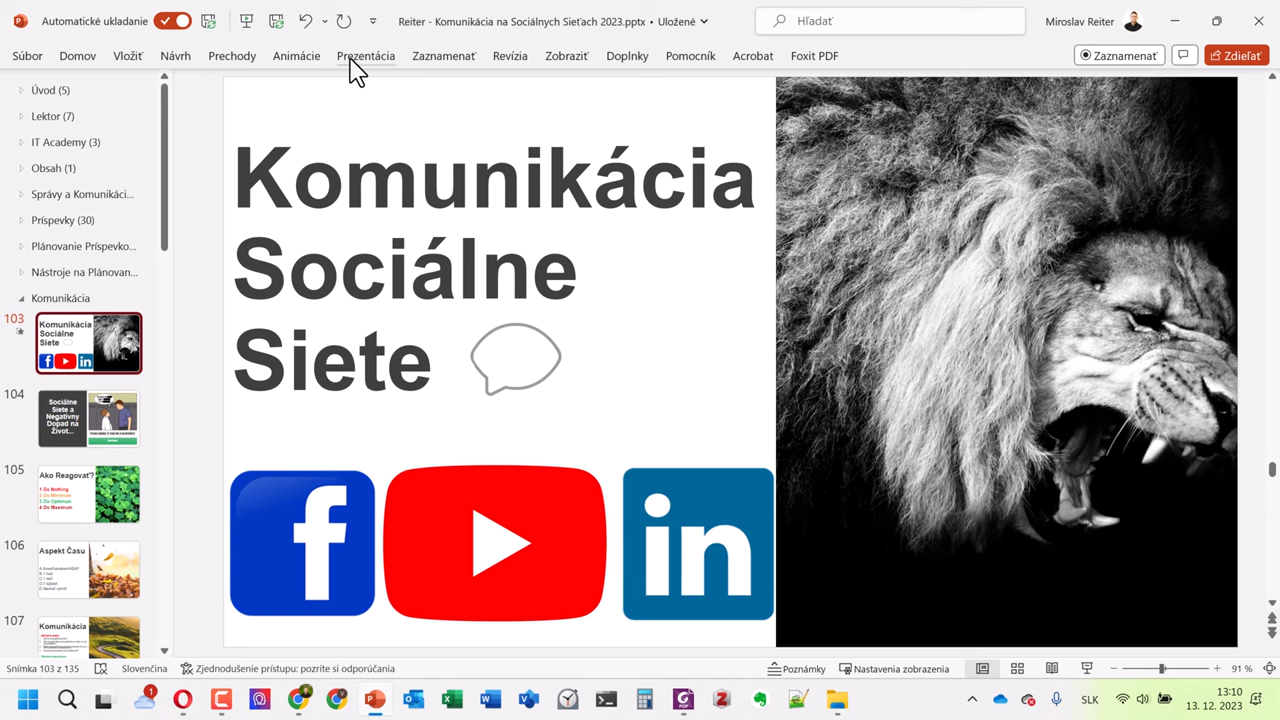 Automatické ukladanie
Reiter - Komunikácia na Sociálnych Sieťach 2023.pptx • Uložené
Hľadať
Miroslav Reiter
Súbor Domov Vložiť Návrh Prechody Animácie Prezentácia Zaznamenať Revízia Zobraziť Doplnky Pomocník Acrobat Foxit PDF
Zaznamenať
Zdieľať
Úvod (5)
Lektor (7)
IT Academy (3)
Obsah (1)
Správy a Komunikáci...
Príspevky (30)
Plánovanie Príspevko...
Nástroje na Plánovan...
Komunikácia
103
Komunikácia
Sociálne
Siete
104
Sociálne
Siete a
Negatívny
Dopad na
Život...
105
Ako Reagovať?
1 Do Nothing
2 Do Minimum
3 Do Optimum
4 Do Maximum
106
Aspekt Času
107
Komunikácia
Komunikácia
Sociálne
Siete
f
in
Snímka 103 z 135
Slovenčina
Zjednodušenie prístupu: pozrite si odporúčania
Poznámky
Nastavenia zobrazenia
91 %
1
SLK
13:10
13. 12. 2023